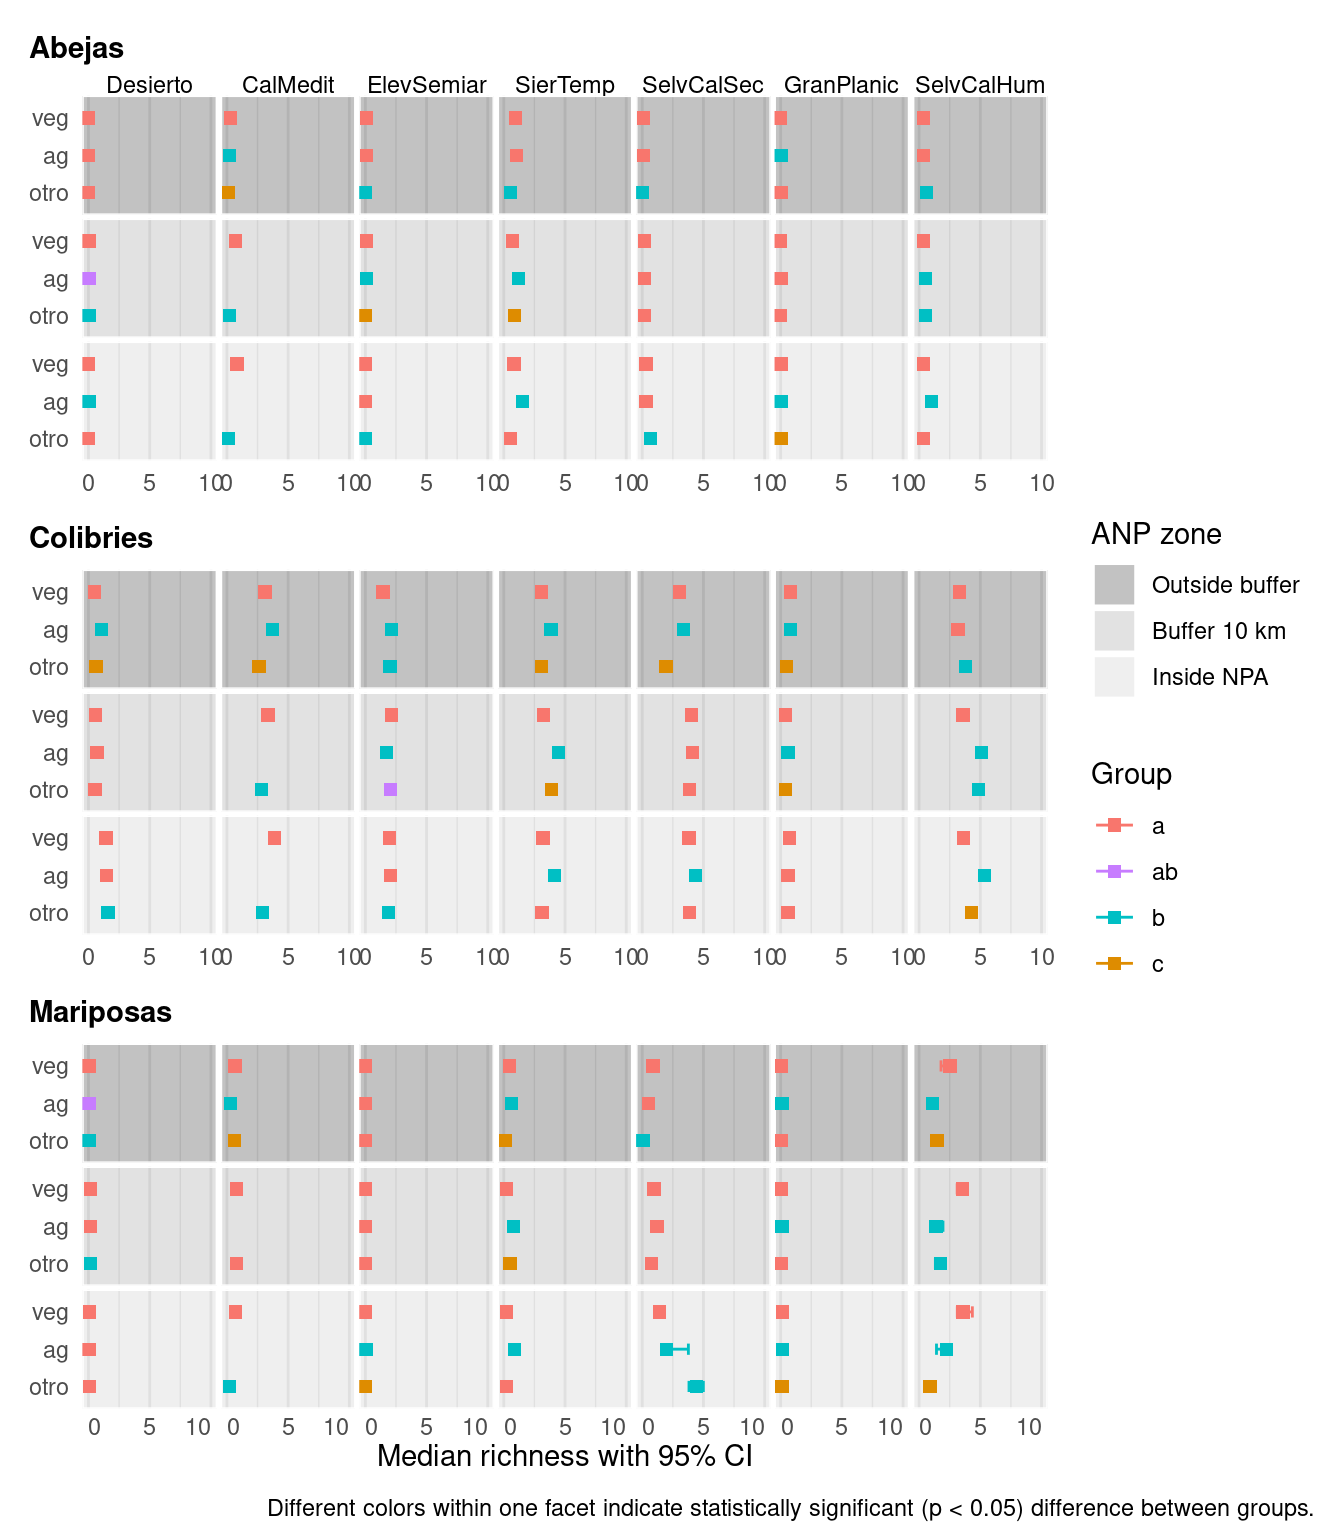 Abejas
Desierto CalMedit ElevSemiar SierTemp SelvCalSec GranPlanic SelvCalHum
veg
ag
otro
veg
ag
otro
veg
ag
otro
0 5 10 0 5 10 0 5 10 0 5 10 0 5 10 0 5 10 0 5 10
Colibries
veg
ag
otro
veg
ag
otro
veg
ag
otro
0 5 10 0 5 10 0 5 10 0 5 10 0 5 10 0 5 10 0 5 10
ANP zone
Outside buffer
Buffer 10 km
Inside NPA
Group
a
ab
b
c
Mariposas
veg
ag
otro
veg
ag
otro
veg
ag
otro
0 5 10 0 5 10 0 5 10 0 5 10 0 5 10 0 5 10 0 5 10
Median richness with 95% CI
Different colors within one facet indicate statistically significant (p < 0.05) difference between groups.